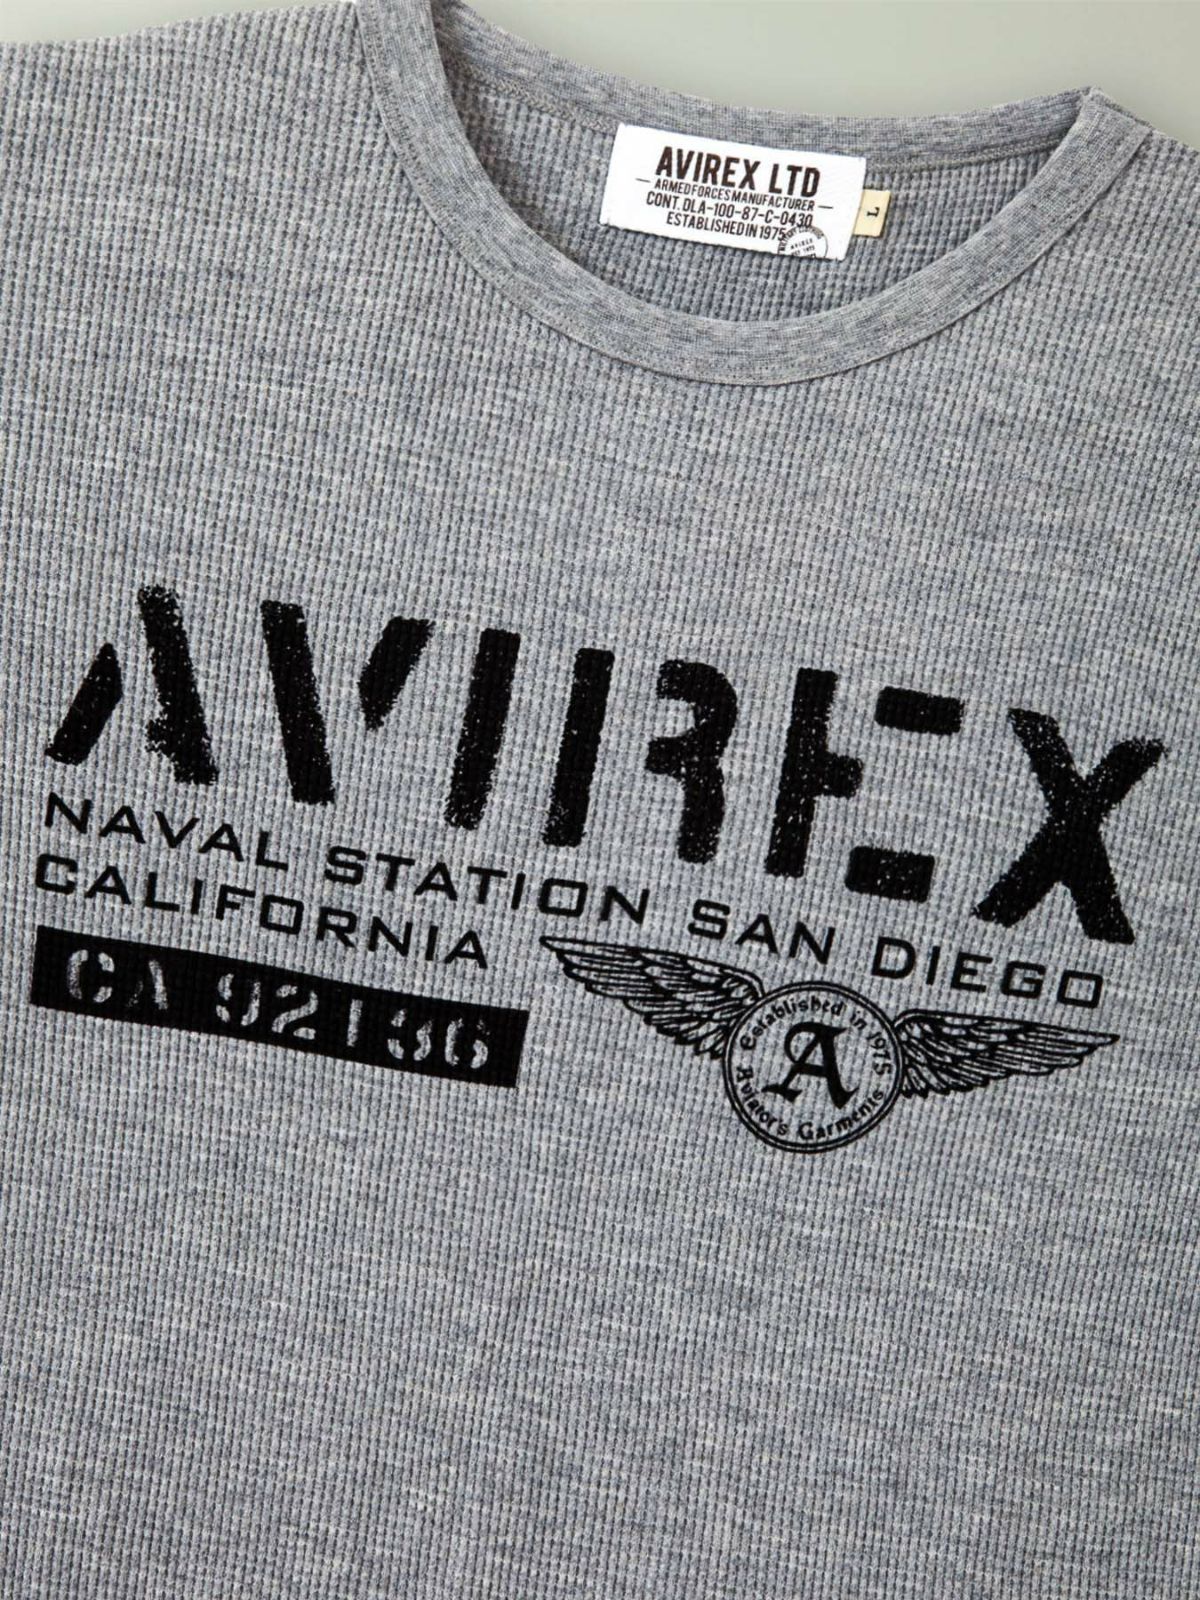 AVIREX LTD
ARMED FORCES MANUFACTURER
CONT. DLA-100-87-C-0430
ESTABLISHED IN 1975
AVIREX
L
AVIREX
NAVAL STATION SAN DIEGO
CALIFORNIA
CA 92136
Established in 1975
A
Aviator's Garments